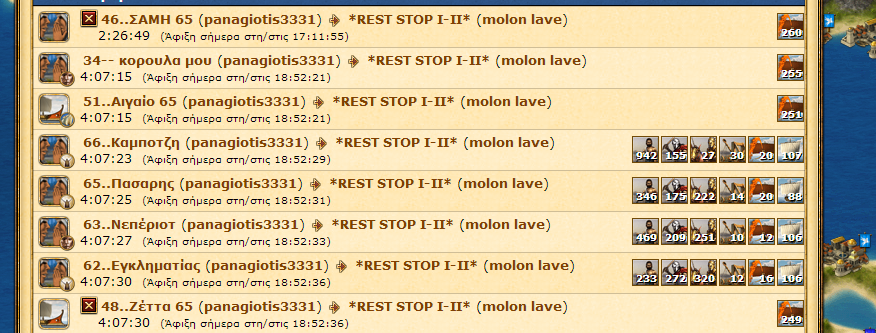 46..ΣΑΜΗ 65 (panagiotis3331) *REST STOP I-II* (molon lave) 260
2:26:49 (Άφιξη σήμερα στη/στις 17:11:55)
34-- κορουλα μου (panagiotis3331) *REST STOP I-II* (molon lave) 255
4:07:15 (Άφιξη σήμερα στη/στις 18:52:21)
51..Αιγαίο 65 (panagiotis3331) *REST STOP I-II* (molon lave) 251
4:07:15 (Άφιξη σήμερα στη/στις 18:52:21)
66..Καμποτζη (panagiotis3331) *REST STOP I-II* (molon lave) 942 155 27 30 20 107
4:07:23 (Άφιξη σήμερα στη/στις 18:52:29)
65..Πασαρης (panagiotis3331) *REST STOP I-II* (molon lave) 346 175 222 14 20 88
4:07:25 (Άφιξη σήμερα στη/στις 18:52:31)
63..Νεπέριοτ (panagiotis3331) *REST STOP I-II* (molon lave) 469 209 251 10 12 106
4:07:27 (Άφιξη σήμερα στη/στις 18:52:33)
62..Εγκληματίας (panagiotis3331) *REST STOP I-II* (molon lave) 233 272 320 12 16 106
4:07:30 (Άφιξη σήμερα στη/στις 18:52:36)
48..Ζέττα 65 (panagiotis3331) *REST STOP I-II* (molon lave) 249
4:07:30 (Άφιξη σήμερα στη/στις 18:52:36)